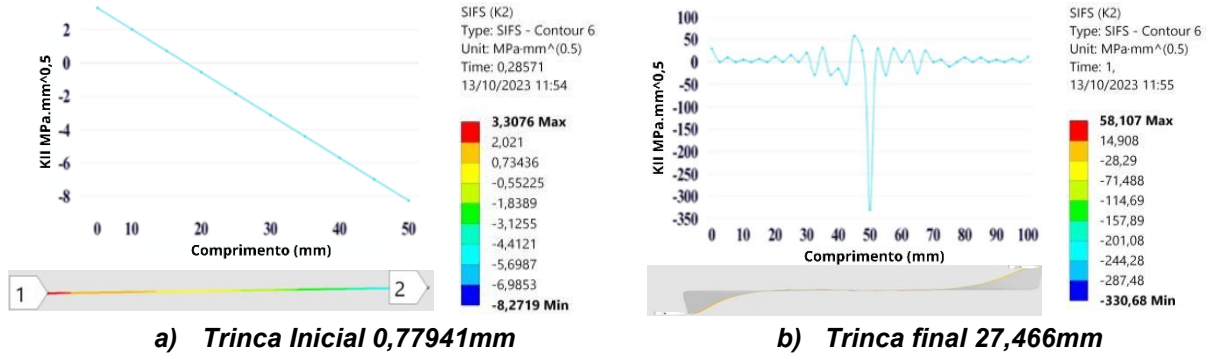 2
0
-2
-4
-6
-8
KII MPa.mm^0,5
0 10 20 30 40 50
Comprimento (mm)
SIFS (K2)
Type: SIFS - Contour 6
Unit: MPa·mm^(0.5)
Time: 0,28571
13/10/2023 11:54
3,3076 Max
2,021
0,73436
-0,55225
-1,8389
-3,1255
-4,4121
-5,6987
-6,9853
-8,2719 Min
1 2
a) Trinca Inicial 0,77941mm
100
50
0
-50
-100
-150
-200
-250
-300
-350
KII MPa.mm^0,5
0 10 20 30 40 50 60 70 80 90 100
Comprimento (mm)
SIFS (K2)
Type: SIFS - Contour 6
Unit: MPa·mm^(0.5)
Time: 1,
13/10/2023 11:55
58,107 Max
14,908
-28,29
-71,488
-114,69
-157,89
-201,08
-244,28
-287,48
-330,68 Min
b) Trinca final 27,466mm